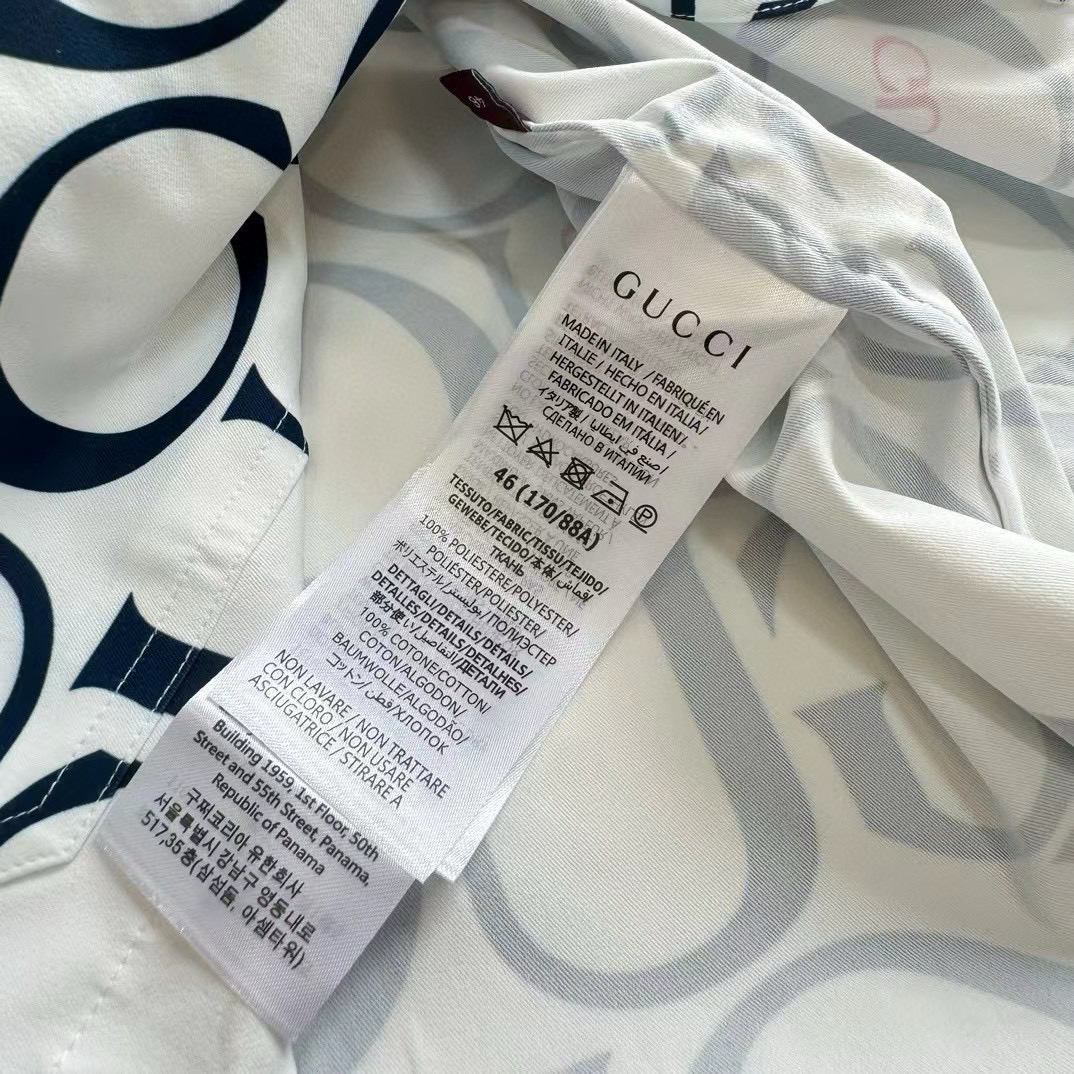 46
GUCCI
MADE IN ITALY / FABRIQUÉ EN
ITALIE / HECHO EN ITALIA /
HERGESTELLT IN ITALIEN/
FABRICADO EM ITÁLIA /
イタリア製 / صنع في ايطاليا /
СДЕЛАНО В ИТАЛИИ
P
46 (170/88A)
TESSUTO/FABRIC/TISSU/TEJIDO/
GEWEBE/TECIDO/本体/قماش/
ТКАНЬ
100% POLIESTERE/POLYESTER/
POLIÉSTER/POLIESTER/
ポリエステル/بوليستر/ПОЛИЭСТЕР
DETTAGLI/DETAILS/DÉTAILS/
DETALLES/DETAILS/DETALHES/
部分使い/التفاصيل/ДЕТАЛИ
100% COTONE/COTTON/
COTON/ALGODON/
BAUMWOLLE/ALGODÃO/
コットン/قطن/ХЛОПОК
NON LAVARE / NON TRATTARE
CON CLORO / NON USARE
ASCIUGATRICE / STIRARE A
Building 1959, 1st Floor, 50th
Street and 55th Street, Panama,
Republic of Panama
구찌코리아 유한회사
서울특별시 강남구 영동대로
517,35층(삼성동, 아셈타워)